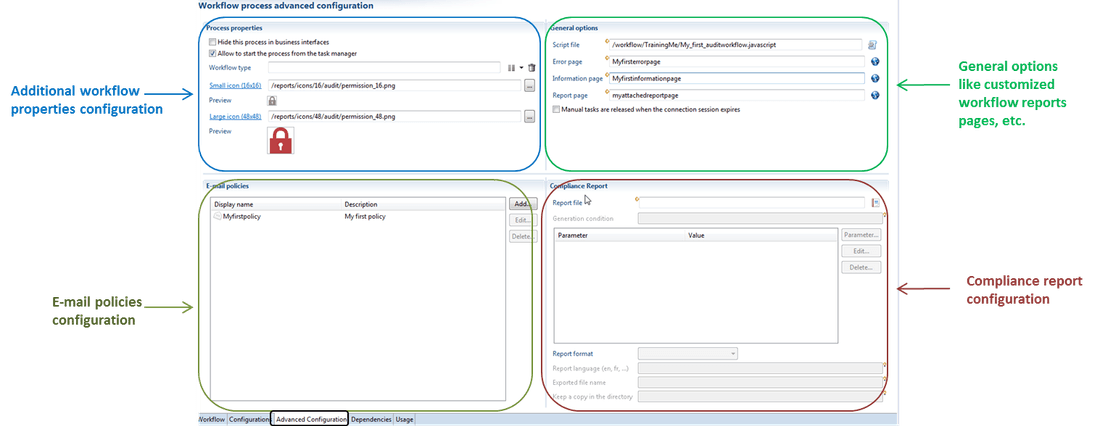 Workflow process advanced configuration
Process properties
Hide this process in business interfaces
Allow to start the process from the task manager
Workflow type
Small icon (16x16) /reports/icons/16/audit/permission_16.png ...
Preview
Large icon (48x48) /reports/icons/48/audit/permission_48.png ...
Preview
General options
Script file /workflow/TrainingMe/My_first_auditworkflow.javascript
Error page Myfirsterrorpage
Information page Myfirstinformationpage
Report page myattachedreportpage
Manual tasks are released when the connection session expires
Additional workflow
properties configuration
General options
like customized
workflow reports
pages, etc.
E-mail policies
Display name Description
Myfirstpolicy My first policy
Add...
Edit...
Delete...
Compliance Report
Report file
Generation condition
Parameter Value
Parameter...
Edit...
Delete...
Report format
Report language (en, fr, ...)
Exported file name
Keep a copy in the directory
E-mail policies
configuration
Compliance report
configuration
Workflow Configurations Advanced Configuration Dependencies Usage